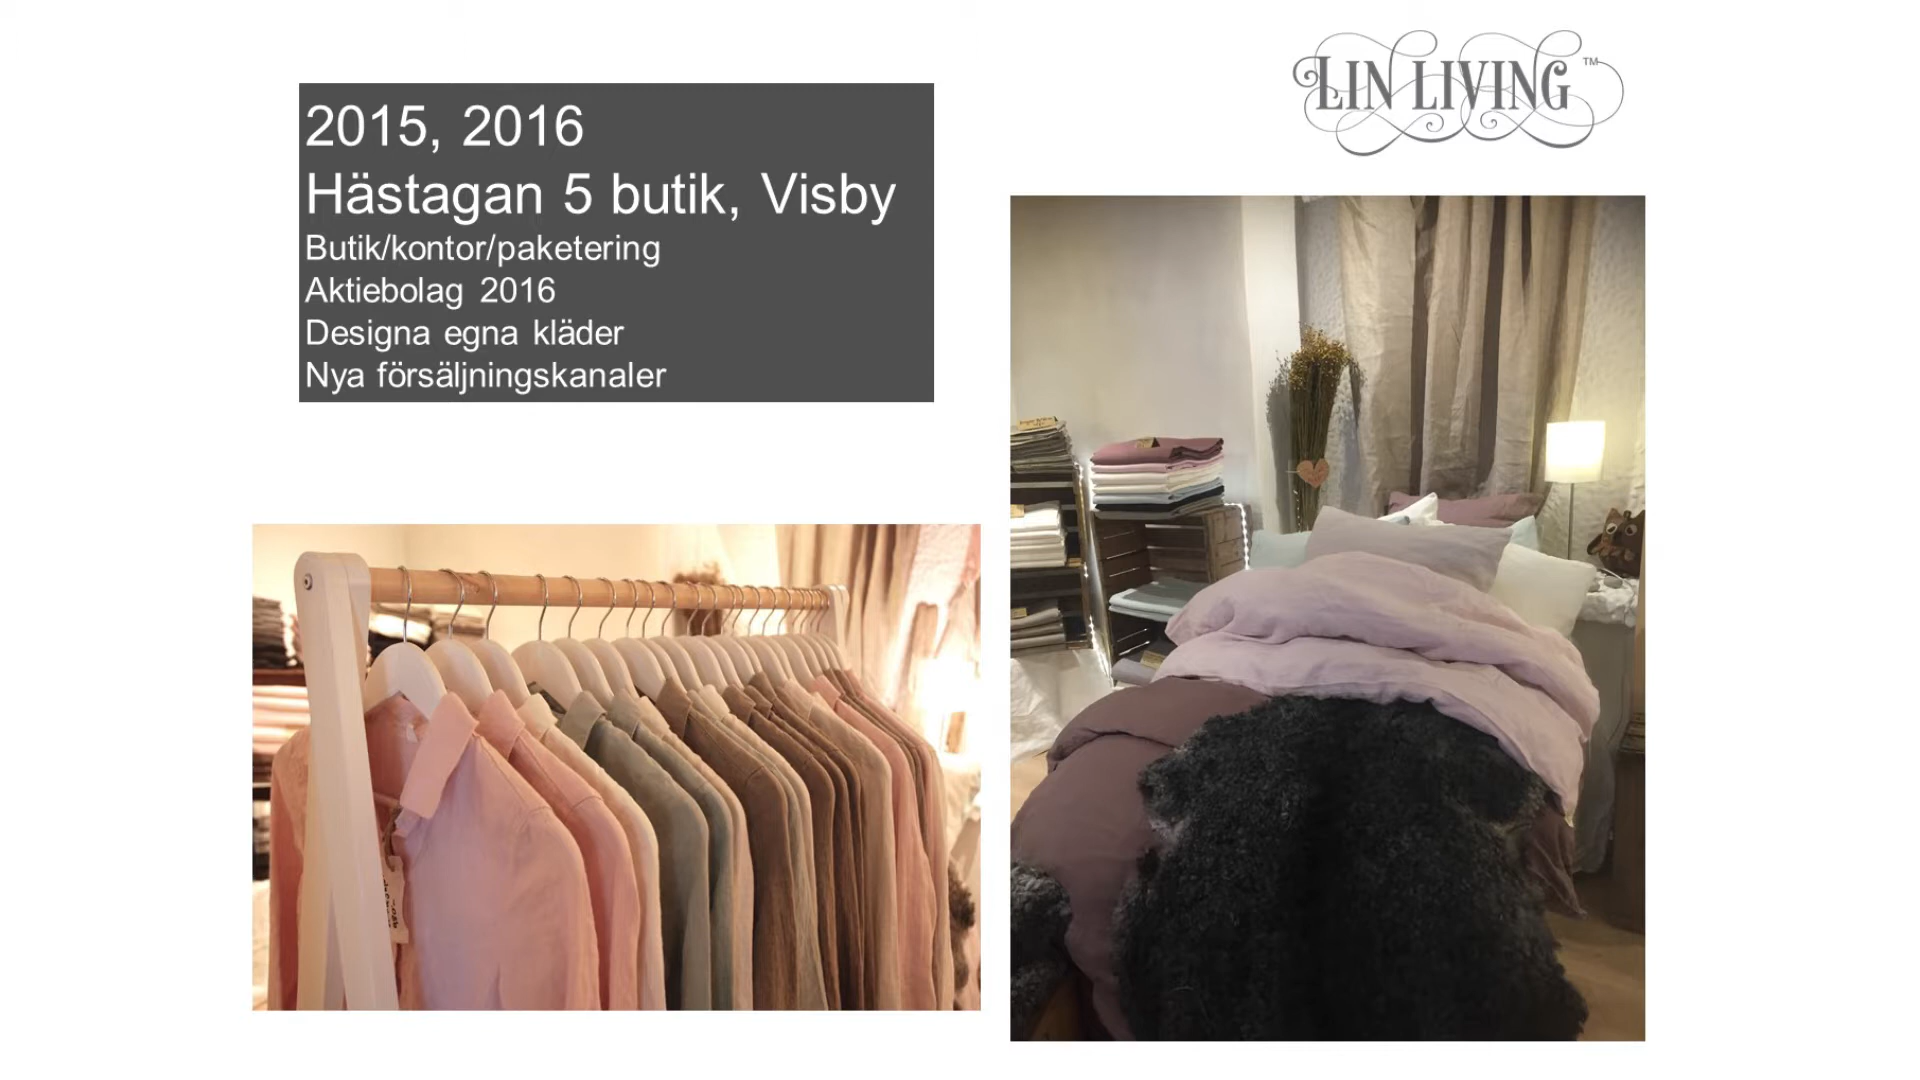 2015, 2016
Hästagan 5 butik, Visby
Butik/kontor/paketering
Aktiebolag 2016
Designa egna kläder
Nya försäljningskanaler
LIN LIVING™